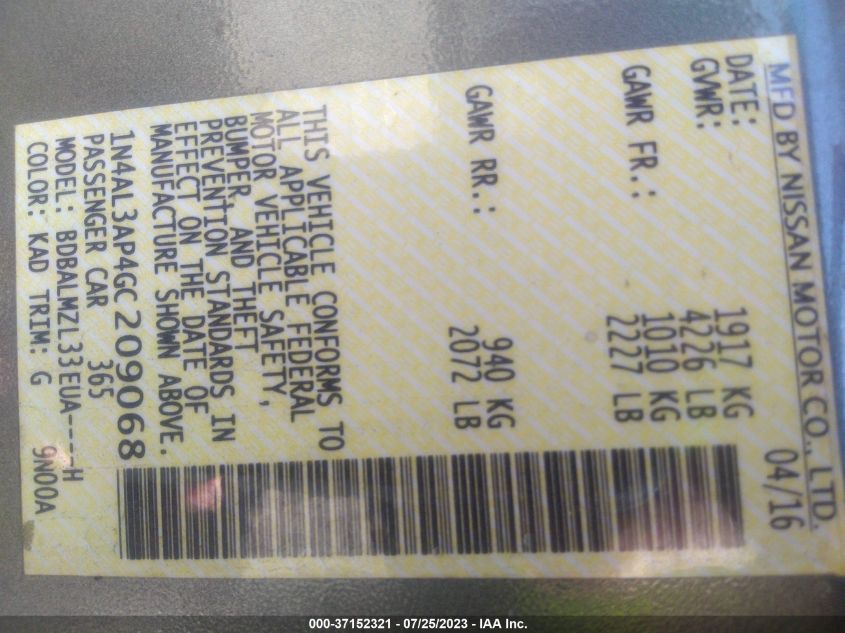 MFD BY NISSAN MOTOR CO., LTD.
DATE: 04/16
GVWR: 1917 KG
4226 LB
GAWR FR.: 1010 KG
2227 LB
GAWR RR.: 940 KG
2072 LB
THIS VEHICLE CONFORMS TO
ALL APPLICABLE FEDERAL
MOTOR VEHICLE SAFETY,
BUMPER, AND THEFT
PREVENTION STANDARDS IN
EFFECT ON THE DATE OF
MANUFACTURE SHOWN ABOVE.
1N4AL3AP4GC209068
PASSENGER CAR 365
MODEL: BDBALMZL33EUA----H
COLOR: KAD TRIM: G 9N00A
000-37152321 - 07/25/2023 - IAA Inc.